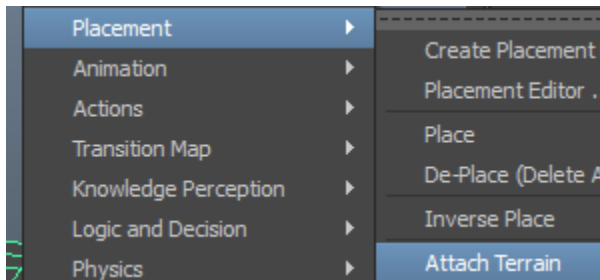 Placement
Animation
Actions
Transition Map
Knowledge Perception
Logic and Decision
Physics
Create Placement
Placement Editor .
Place
De-Place (Delete A
Inverse Place
Attach Terrain